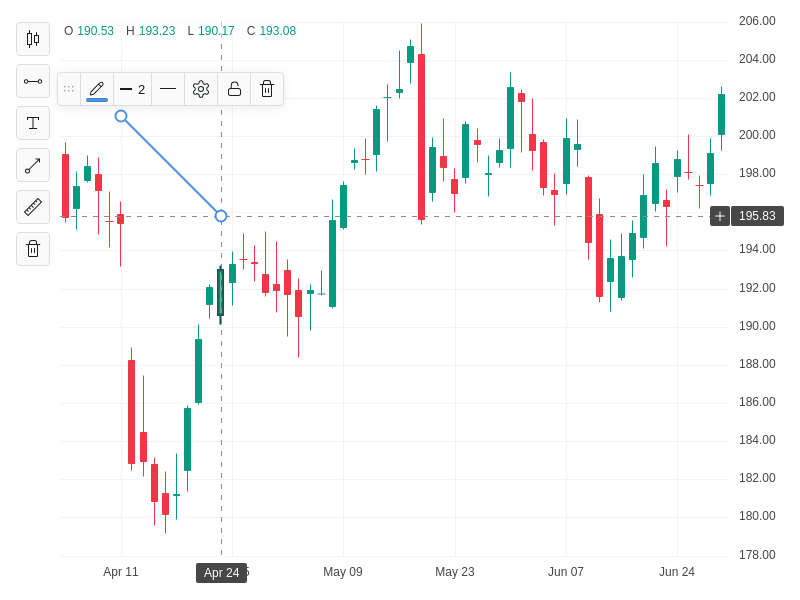 O 190.53 H 193.23 L 190.17 C 193.08
2
T
206.00
204.00
202.00
200.00
198.00
195.83
194.00
192.00
190.00
188.00
186.00
184.00
182.00
180.00
178.00
Apr 11
Apr 24
May 09
May 23
Jun 07
Jun 24